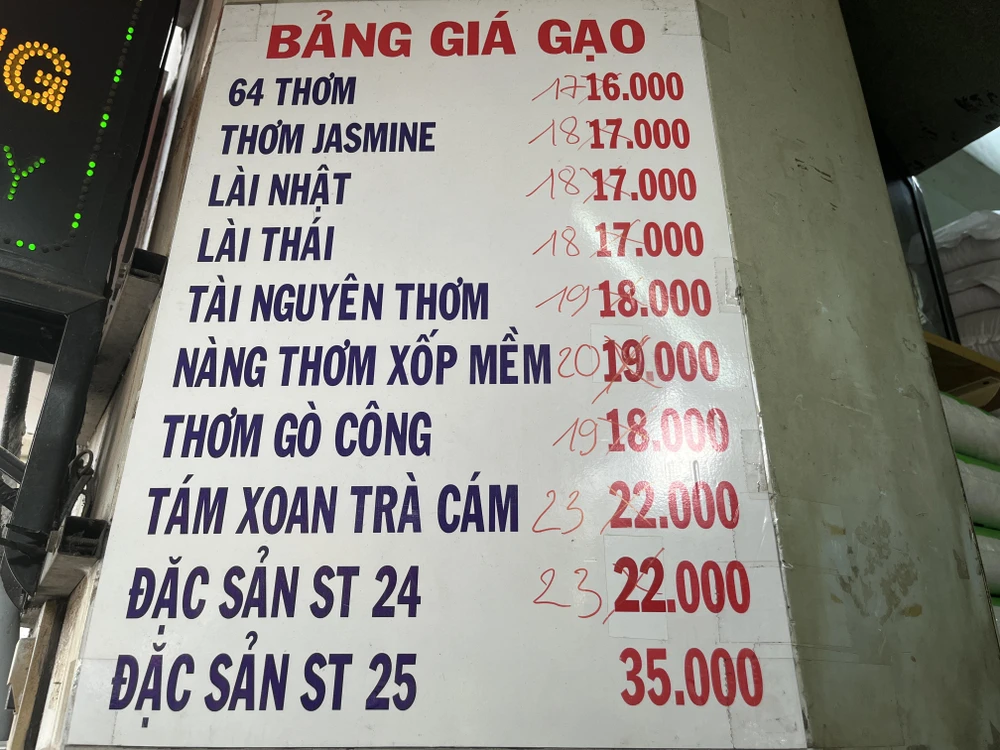 G
Y
BẢNG GIÁ GẠO
64 THƠM 17 16.000
THƠM JASMINE 18 17.000
LÀI NHẬT 18 17.000
LÀI THÁI 18 17.000
TÀI NGUYÊN THƠM 19 18.000
NÀNG THƠM XỐP MỀM 20 19.000
THƠM GÒ CÔNG 19 18.000
TÁM XOAN TRÀ CÁM 23 22.000
ĐẶC SẢN ST 24 23 22.000
ĐẶC SẢN ST 25 35.000